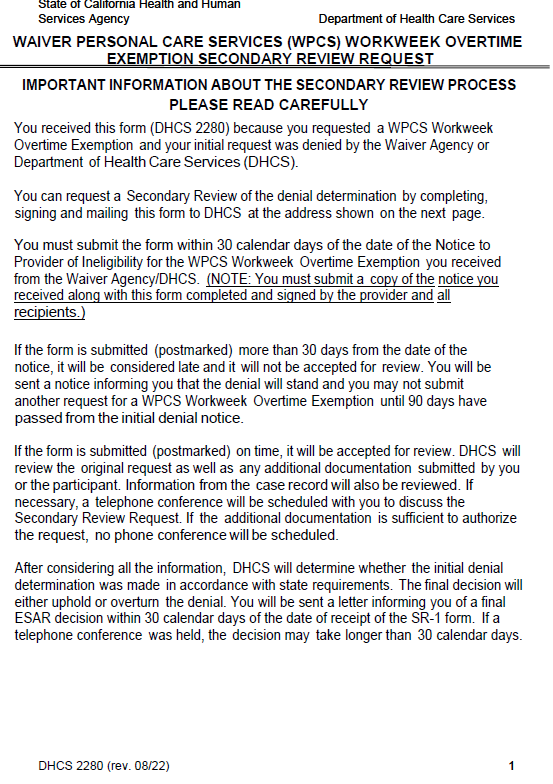 State of California Health and Human
Services Agency Department of Health Care Services
WAIVER PERSONAL CARE SERVICES (WPCS) WORKWEEK OVERTIME
EXEMPTION SECONDARY REVIEW REQUEST
IMPORTANT INFORMATION ABOUT THE SECONDARY REVIEW PROCESS
PLEASE READ CAREFULLY
You received this form (DHCS 2280) because you requested a WPCS Workweek
Overtime Exemption and your initial request was denied by the Waiver Agency or
Department of Health Care Services (DHCS).
You can request a Secondary Review of the denial determination by completing,
signing and mailing this form to DHCS at the address shown on the next page.
You must submit the form within 30 calendar days of the date of the Notice to
Provider of Ineligibility for the WPCS Workweek Overtime Exemption you received
from the Waiver Agency/DHCS. (NOTE: You must submit a copy of the notice you
received along with this form completed and signed by the provider and all
recipients.)
If the form is submitted (postmarked) more than 30 days from the date of the
notice, it will be considered late and it will not be accepted for review. You will be
sent a notice informing you that the denial will stand and you may not submit
another request for a WPCS Workweek Overtime Exemption until 90 days have
passed from the initial denial notice.
If the form is submitted (postmarked) on time, it will be accepted for review. DHCS will
review the original request as well as any additional documentation submitted by you
or the participant. Information from the case record will also be reviewed. If
necessary, a telephone conference will be scheduled with you to discuss the
Secondary Review Request. If the additional documentation is sufficient to authorize
the request, no phone conference will be scheduled.
After considering all the information, DHCS will determine whether the initial denial
determination was made in accordance with state requirements. The final decision will
either uphold or overturn the denial. You will be sent a letter informing you of a final
ESAR decision within 30 calendar days of the date of receipt of the SR-1 form. If a
telephone conference was held, the decision may take longer than 30 calendar days.
DHCS 2280 (rev. 08/22) 1